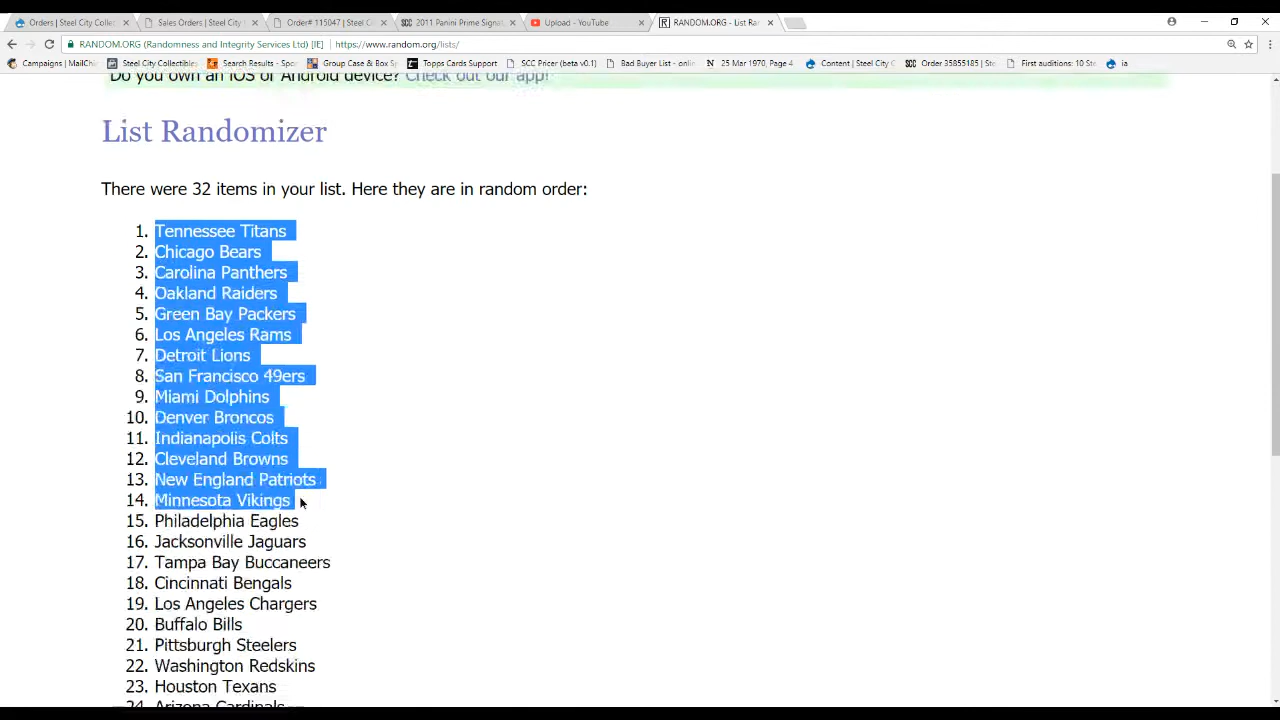 Orders | Steel City C
Sales Orders | Steel C
Order# 115047 | Steel C
2011 Panini Prime Signat
Upload - YouTube
RANDOM.ORG - List Ra
RANDOM.ORG (Randomness and Integrity Services Ltd) [IE] https://www.random.org/lists/
Campaigns | MailCh
Steel City Collectible
Search Results - Spo
Group Case & Box S
Topps Cards Support
SCC Pricer (beta v0.1)
Bad Buyer List - onlin
25 Mar 1970, Page 4
Content | Steel City C
Order 35855185 | St
First auditions: 10 St
ia
Do you own an iOS or Android device? Check out our app!
List Randomizer
There were 32 items in your list. Here they are in random order:
1. Tennessee Titans
2. Chicago Bears
3. Carolina Panthers
4. Oakland Raiders
5. Green Bay Packers
6. Los Angeles Rams
7. Detroit Lions
8. San Francisco 49ers
9. Miami Dolphins
10. Denver Broncos
11. Indianapolis Colts
12. Cleveland Browns
13. New England Patriots
14. Minnesota Vikings
15. Philadelphia Eagles
16. Jacksonville Jaguars
17. Tampa Bay Buccaneers
18. Cincinnati Bengals
19. Los Angeles Chargers
20. Buffalo Bills
21. Pittsburgh Steelers
22. Washington Redskins
23. Houston Texans
24. Arizona Cardinals